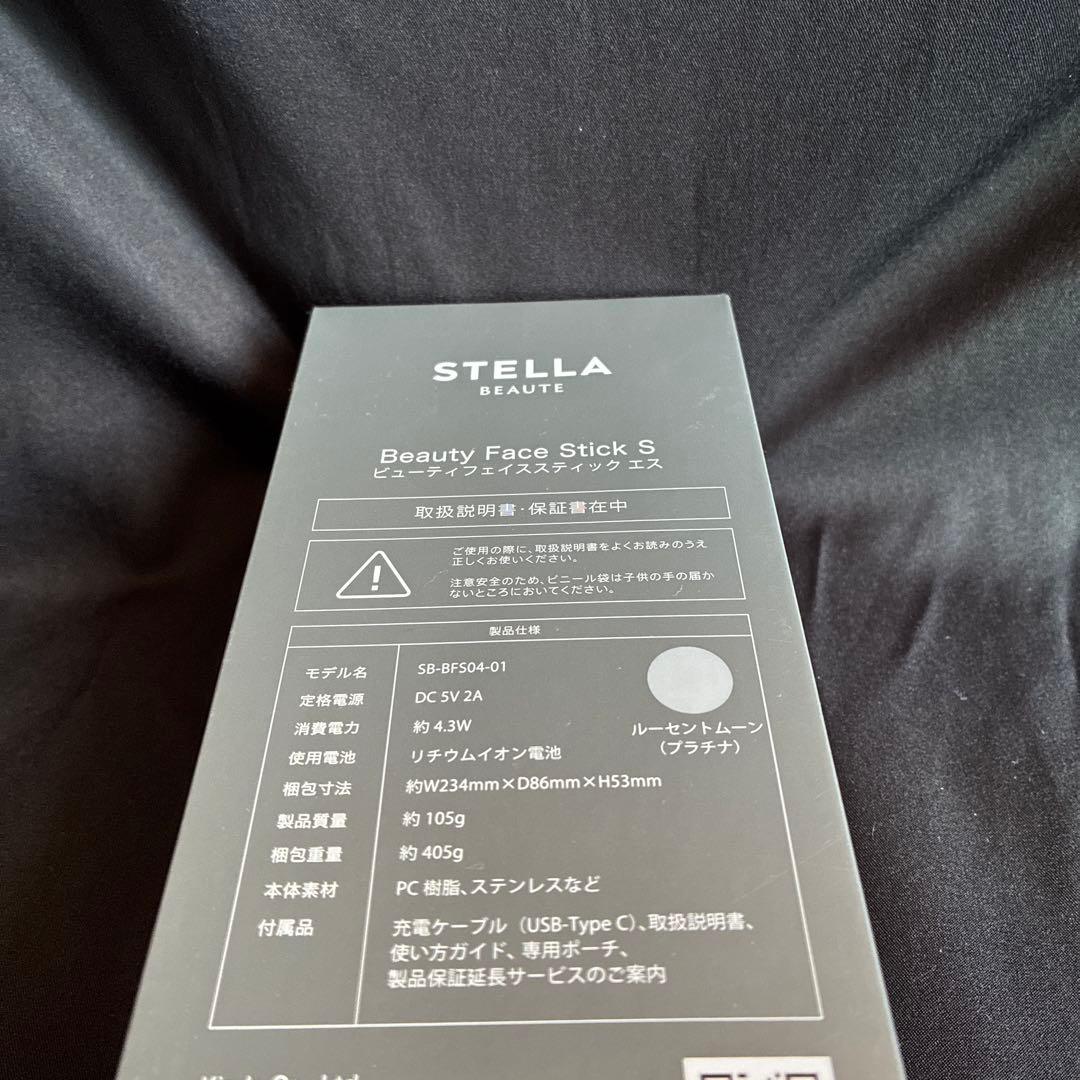 STELLA
BEAUTE
Beauty Face Stick S
ビューティフェイススティック エス
取扱説明書・保証書在中
ご使用の際に、取扱説明書をよくお読みのうえ
正しくお使いください。
注意安全のため、ビニール袋は子供の手の届か
ないところにおいてください。
製品仕様
モデル名 SB-BFS04-01
定格電源 DC 5V 2A
消費電力 約 4.3W
使用電池 リチウムイオン電池
ルーセントムーン
（プラチナ）
梱包寸法 約W234mm×D86mm×H53mm
製品質量 約 105g
梱包重量 約 405g
本体素材 PC 樹脂、ステンレスなど
付属品 充電ケーブル（USB-Type C）、取扱説明書、
使い方ガイド、専用ポーチ、
製品保証延長サービスのご案内